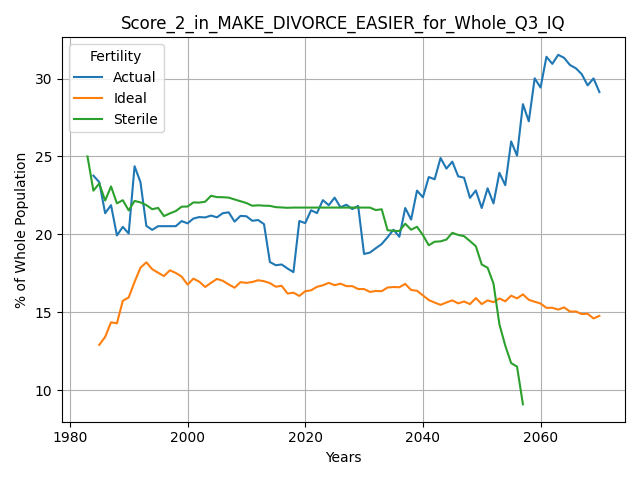 Score_2_in_MAKE_DIVORCE_EASIER_for_Whole_Q3_IQ
Fertility
Actual
Ideal
Sterile
% of Whole Population
30
25
20
15
10
1980
2000
2020
2040
2060
Years